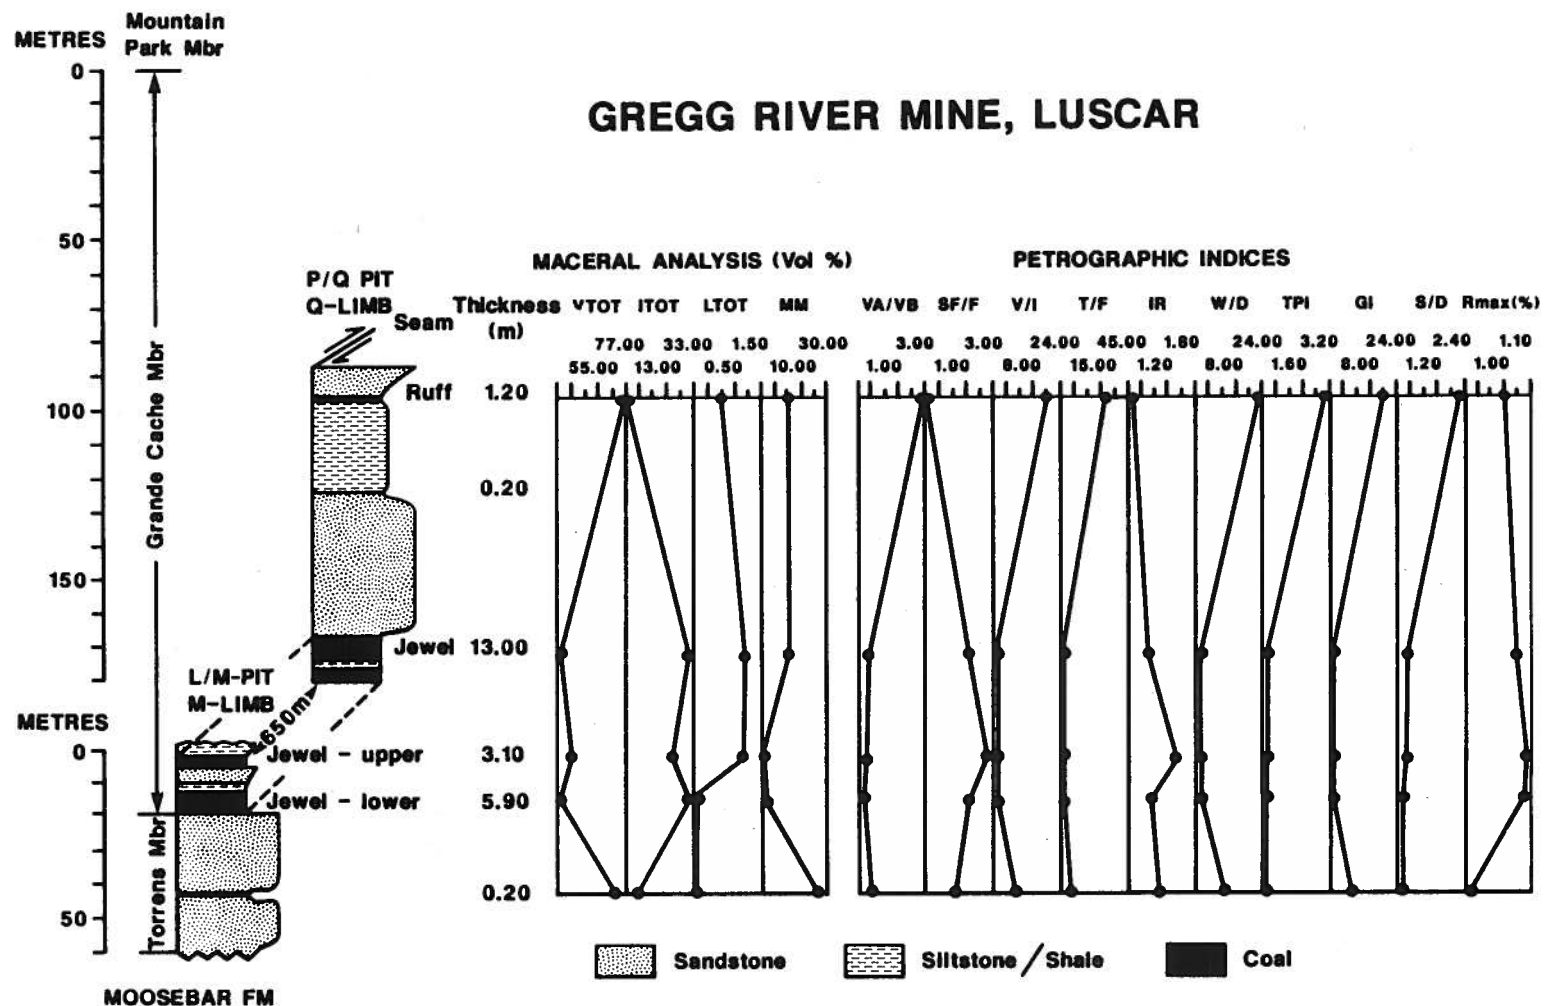 Mountain
Park Mbr
METRES
0
50
100
150
Grande Cache Mbr
GREGG RIVER MINE, LUSCAR
P/Q PIT
Q-LIMB
Seam
Thickness
(m)
MACERAL ANALYSIS (Vol %)
PETROGRAPHIC INDICES
VTOT ITOT LTOT MM
VA/VB SF/F V/I T/F IR W/D TPI GI S/D Rmax(%)
77.00 33.00 1.50 30.00
3.00 3.00 24.00 45.00 1.60 24.00 3.20 24.00 2.40 1.10
55.00 13.00 0.50 10.00
1.00 1.00 8.00 15.00 1.20 8.00 1.60 8.00 1.20 1.00
Ruff 1.20
0.20
Jewel 13.00
L/M-PIT
M-LIMB
650m
METRES
0
50
Jewel - upper 3.10
Jewel - lower 5.90
0.20
Torrens Mbr
MOOSEBAR FM
Sandstone
Siltstone / Shale
Coal